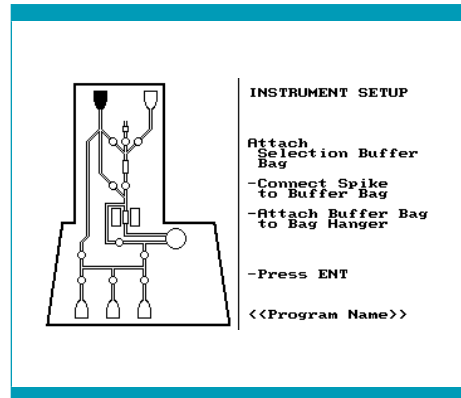 INSTRUMENT SETUP
Attach
Selection Buffer
Bag
-Connect Spike
to Buffer Bag
-Attach Buffer Bag
to Bag Hanger
-Press ENT
<<Program Name>>